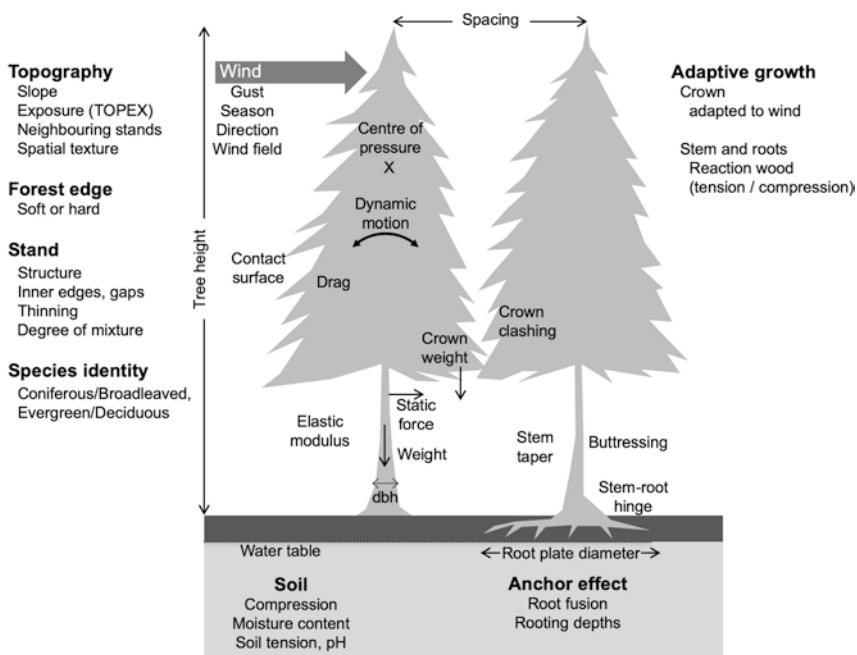 Spacing
Topography
Slope
Exposure (TOPEX)
Neighbouring stands
Spatial texture
Forest edge
Soft or hard
Stand
Structure
Inner edges, gaps
Thinning
Degree of mixture
Species identity
Coniferous/Broadleaved,
Evergreen/Deciduous
Tree height
Wind
Gust
Season
Direction
Wind field
Centre of
pressure
X
Dynamic
motion
Contact
surface
Drag
Crown
clashing
Crown
weight
Static
force
Elastic
modulus
Weight
dbh
Stem
taper
Buttressing
Stem-root
hinge
Adaptive growth
Crown
adapted to wind
Stem and roots
Reaction wood
(tension / compression)
Water table
Root plate diameter
Soil
Compression
Moisture content
Soil tension, pH
Anchor effect
Root fusion
Rooting depths